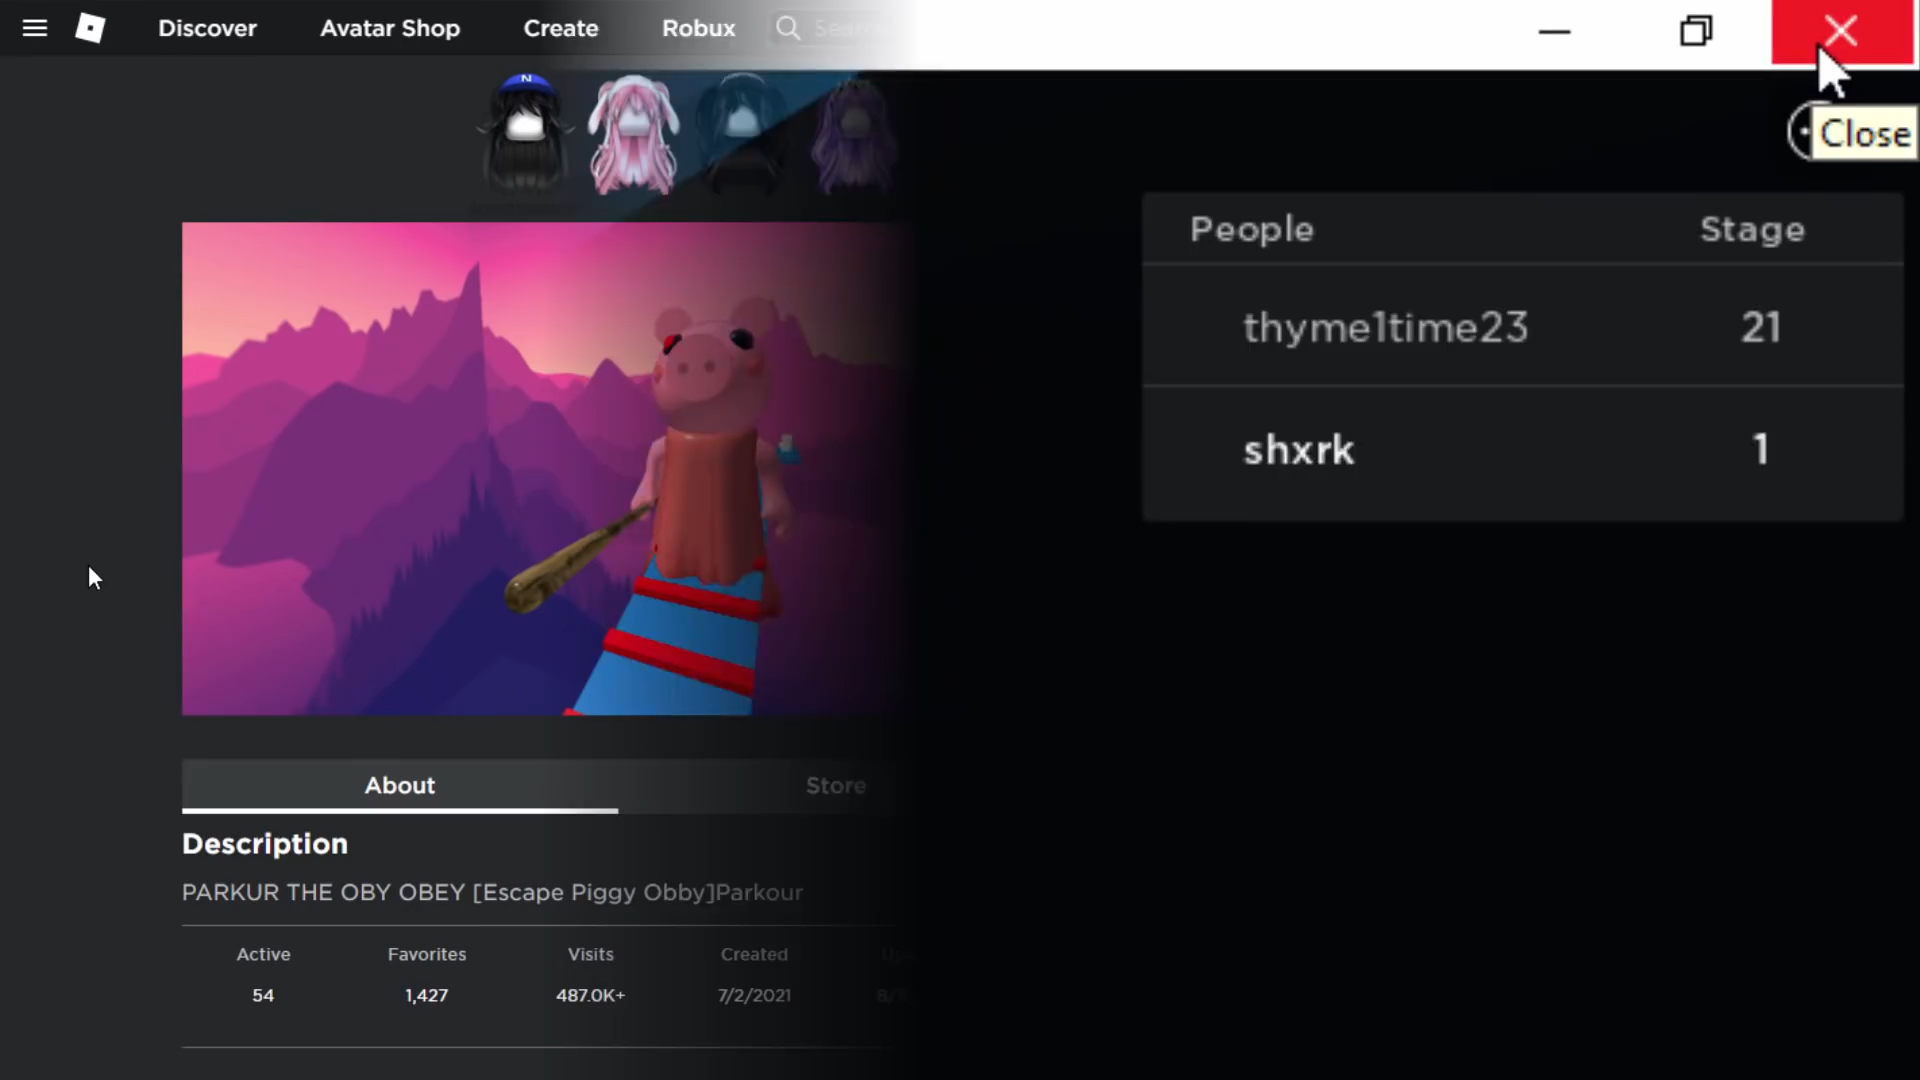 Discover Avatar Shop Create Robux
N
Close
People Stage
thyme1time23 21
shxrk 1
About Store
Description
PARKUR THE OBY OBEY [Escape Piggy Obby]Parkour
Active Favorites Visits Created
54 1,427 487.0K+ 7/2/2021